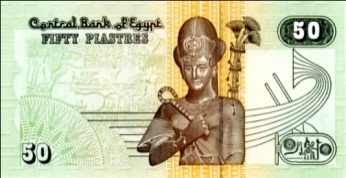 Central Bank of Egypt
FIFTY PIASTRES
50
50